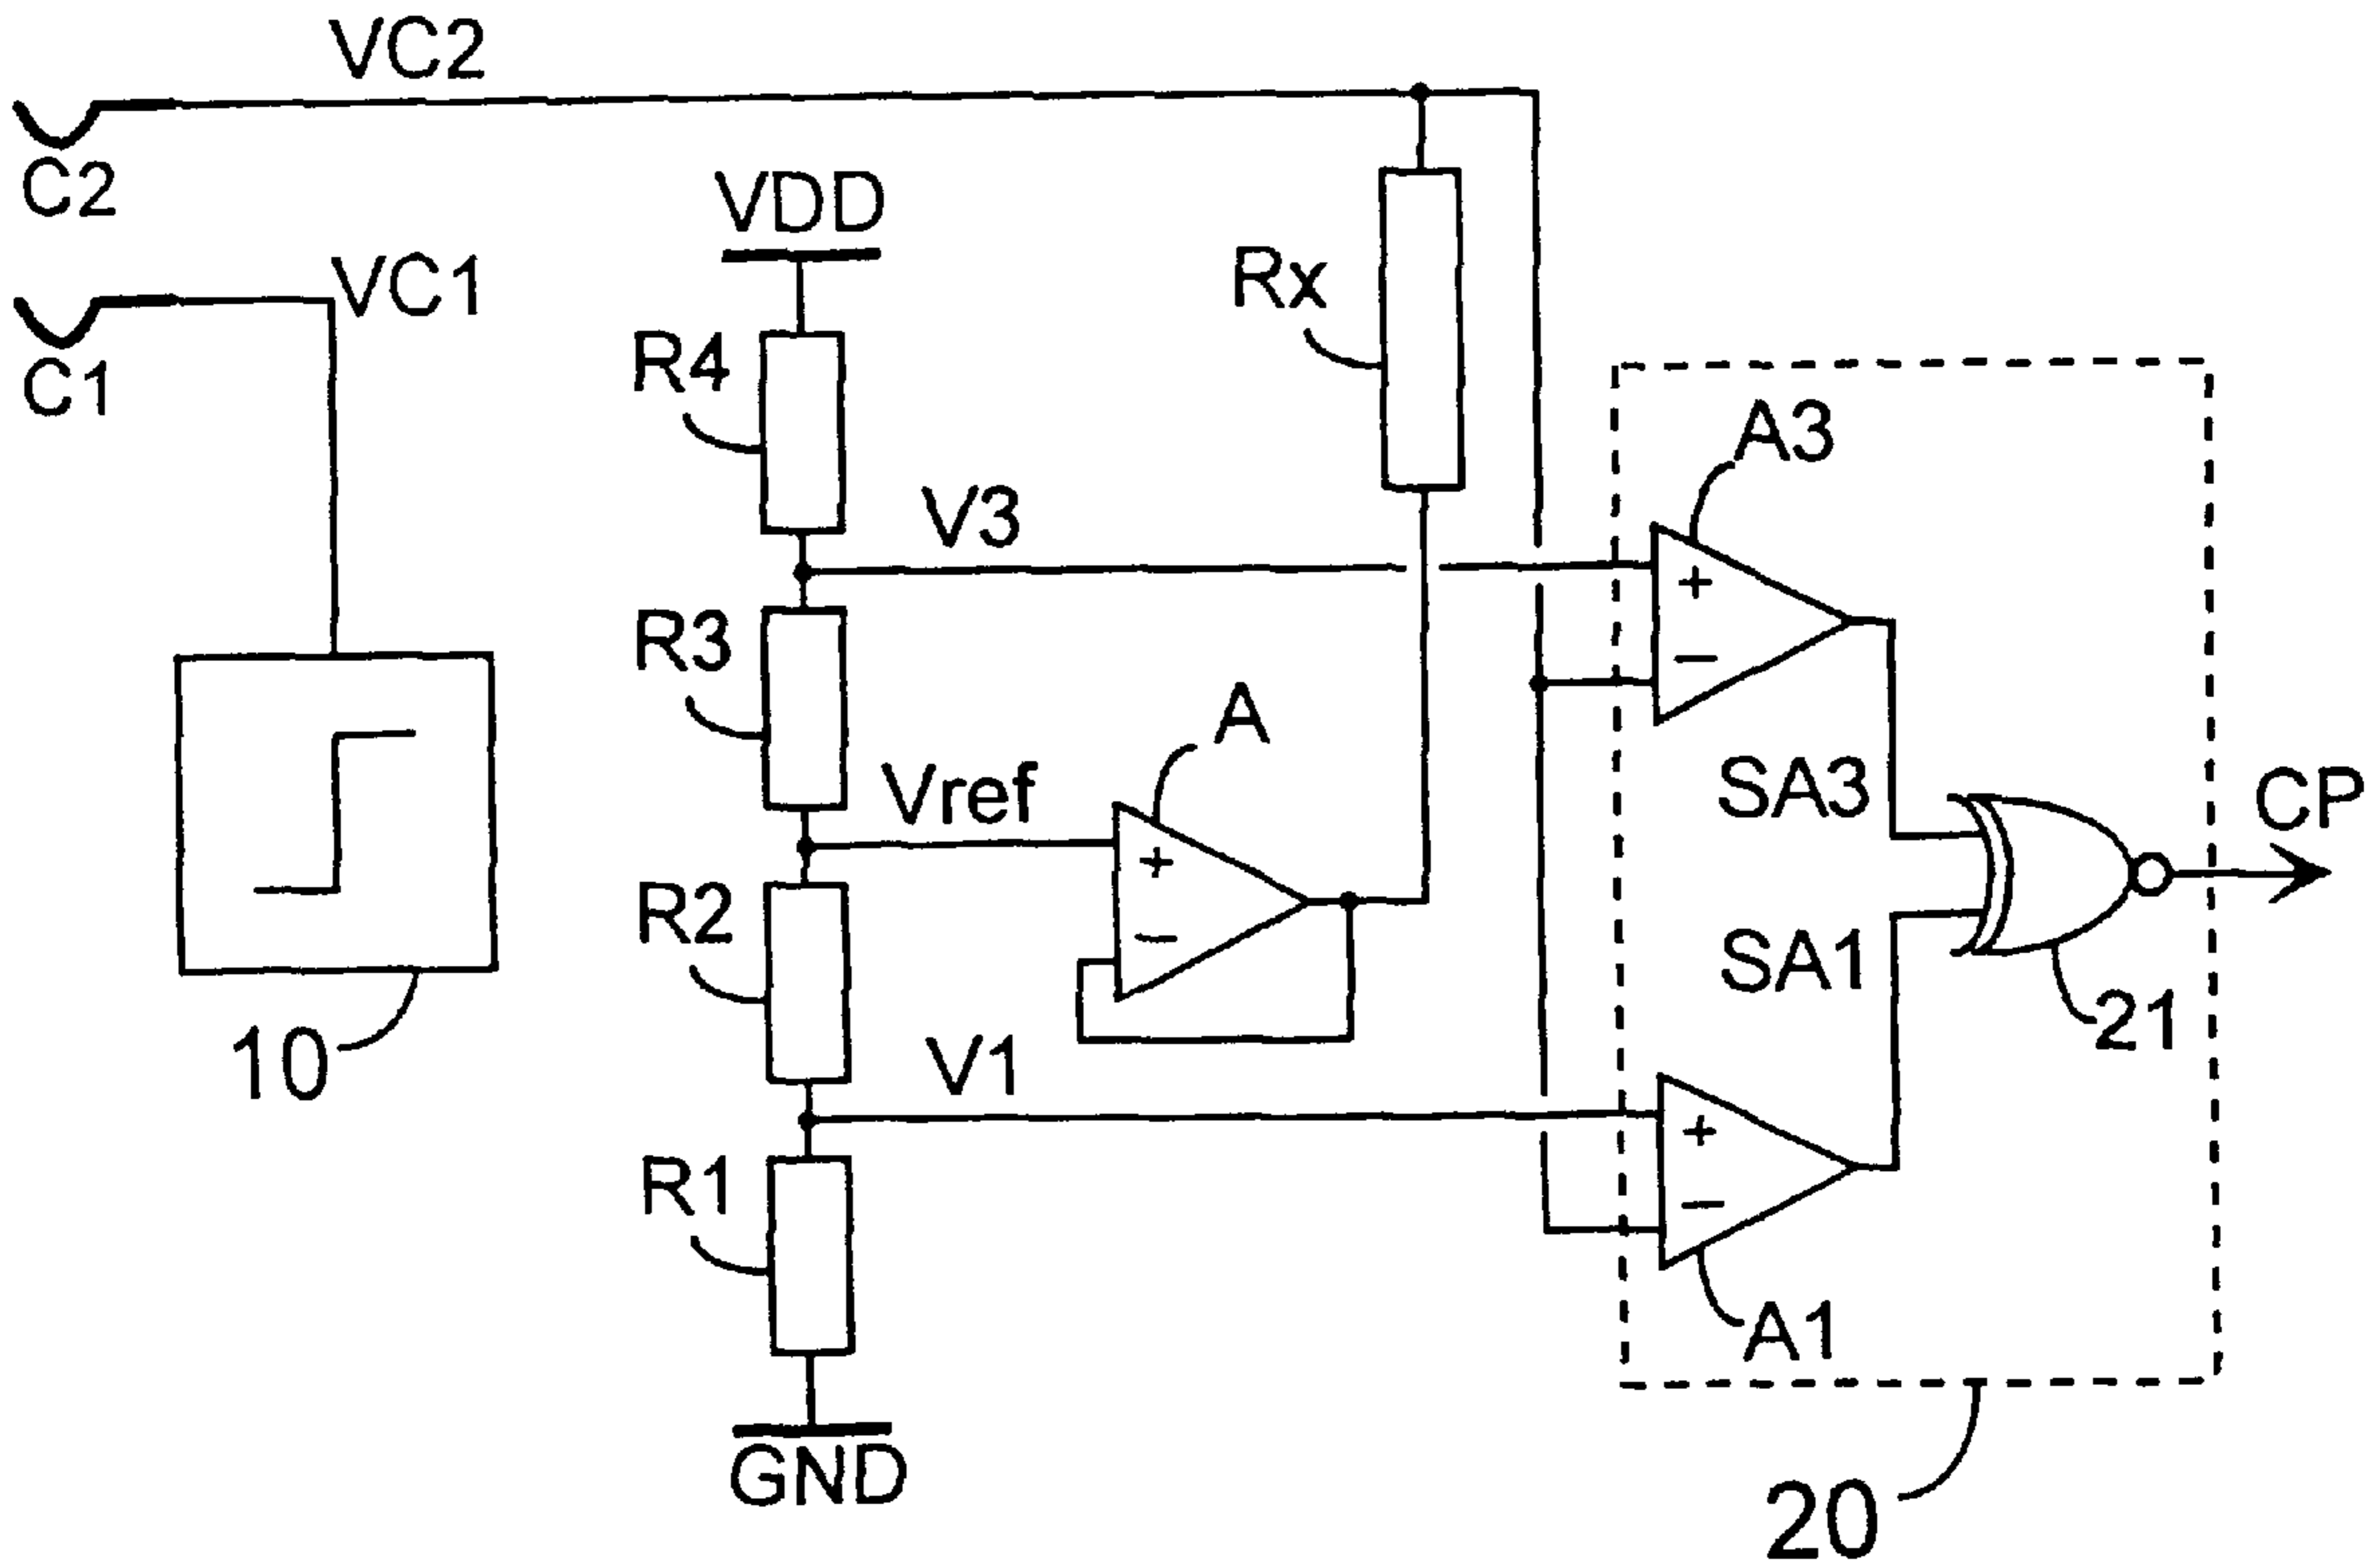 VC2
C2
VDD
VC1
Rx
R4
C1
A3
V3
+
R3
−
A
SA3
Vref
CP
+
R2
−
SA1
21
10
V1
+
R1
−
A1
GND
20